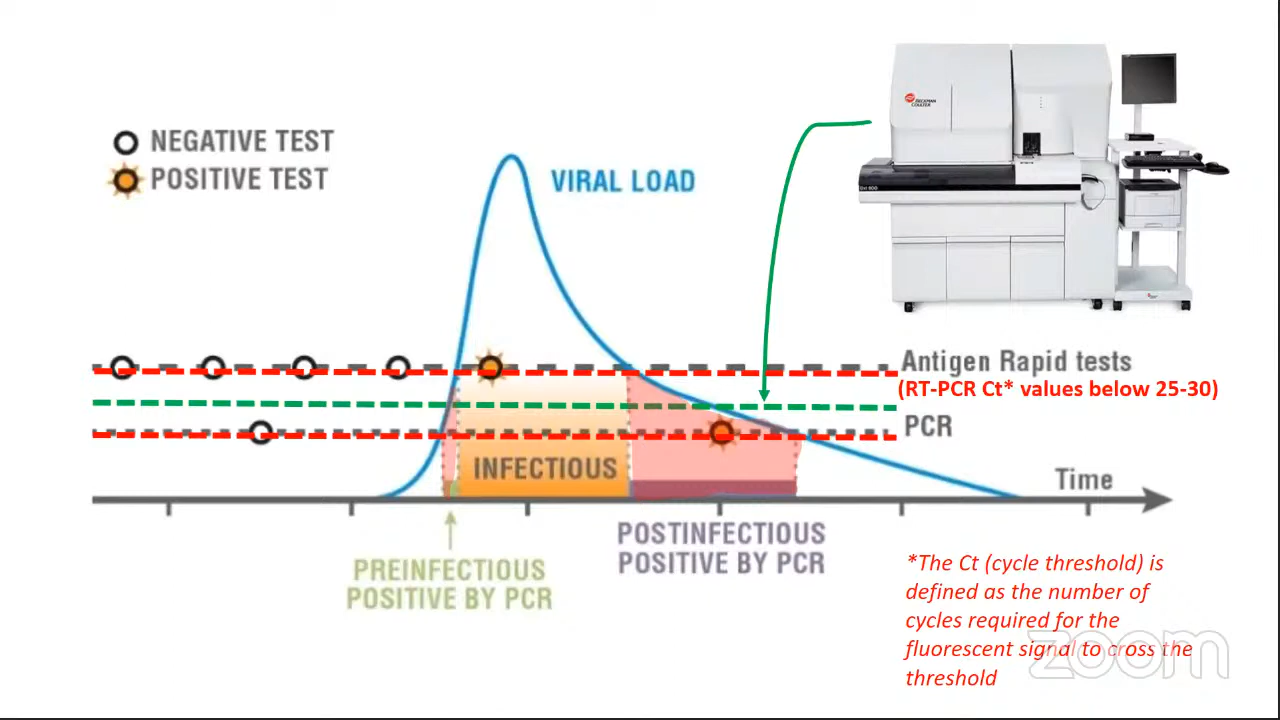 NEGATIVE TEST
POSITIVE TEST
VIRAL LOAD
BECKMAN
COULTER
Antigen Rapid tests
(RT-PCR Ct* values below 25-30)
PCR
INFECTIOUS
Time
POSTINFECTIOUS
POSITIVE BY PCR
PREINFECTIOUS
POSITIVE BY PCR
*The Ct (cycle threshold) is
defined as the number of
cycles required for the
fluorescent signal to cross the
threshold
zoom